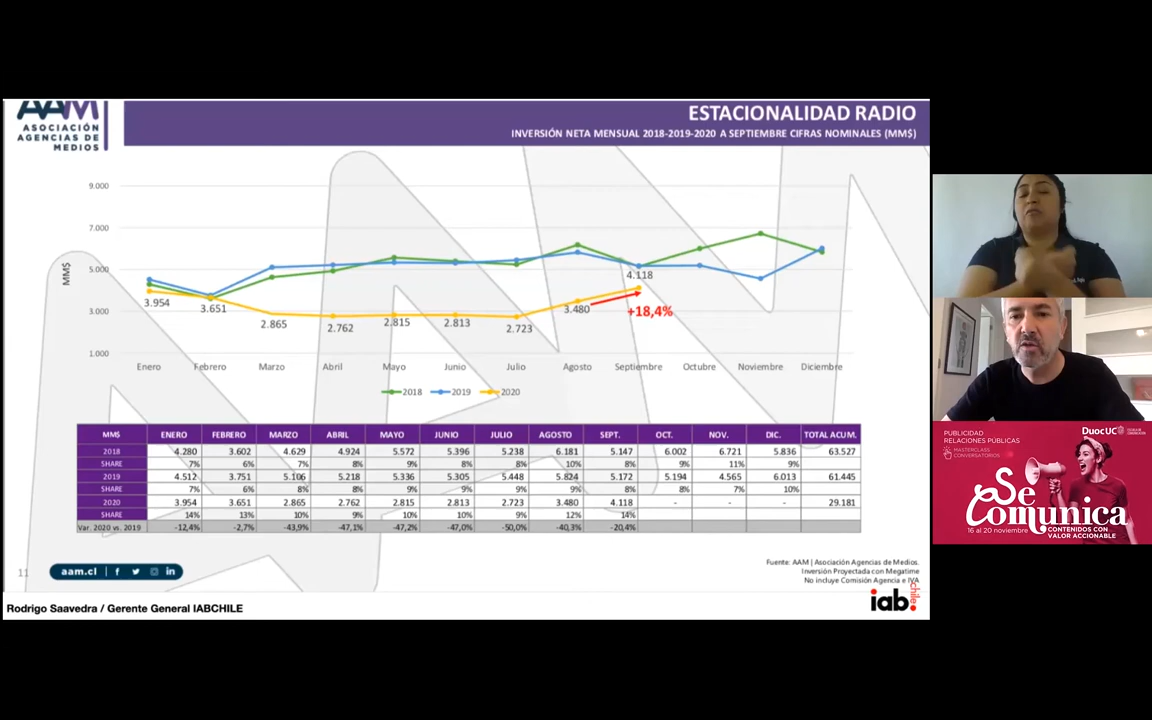 AAM
ASOCIACIÓN
AGENCIAS DE
MEDIOS
ESTACIONALIDAD RADIO
INVERSIÓN NETA MENSUAL 2018-2019-2020 A SEPTIEMBRE CIFRAS NOMINALES (MM$)
MM$
9.000
7.000
5.000
3.000
1.000
3.954
3.651
2.865
2.762
2.815
2.813
2.723
3.480
4.118
+18,4%
Enero Febrero Marzo Abril Mayo Junio Julio Agosto Septiembre Octubre Noviembre Diciembre
2018 2019 2020
MM$ ENERO FEBRERO MARZO ABRIL MAYO JUNIO JULIO AGOSTO SEPT. OCT. NOV. DIC. TOTAL ACUM.
2018 4.280 3.602 4.629 4.924 5.572 5.396 5.238 6.181 5.147 6.002 6.721 5.836 63.527
SHARE 7% 6% 7% 8% 9% 8% 8% 10% 8% 9% 11% 9%
2019 4.512 3.751 5.106 5.218 5.336 5.305 5.448 5.824 5.172 5.194 4.565 6.013 61.445
SHARE 7% 6% 8% 8% 9% 9% 9% 9% 8% 8% 7% 10%
2020 3.954 3.651 2.865 2.762 2.815 2.813 2.723 3.480 4.118 - - - 29.181
SHARE 14% 13% 10% 9% 10% 10% 9% 12% 14%
Var. 2020 vs. 2019 -12,4% -2,7% -43,9% -47,1% -47,2% -47,0% -50,0% -40,3% -20,4%
11
aam.cl | f in
Fuente: AAM | Asociación Agencias de Medios.
Inversión Proyectada con Megatime
No incluye Comisión Agencia e IVA
Rodrigo Saavedra / Gerente General IABCHILE
iab. chile
PUBLICIDAD
RELACIONES PÚBLICAS
MASTERCLASS
CONVERSATORIOS
DuocUC
Se
Comunica
16 al 20 noviembre
CONTENIDOS CON
VALOR ACCIONABLE